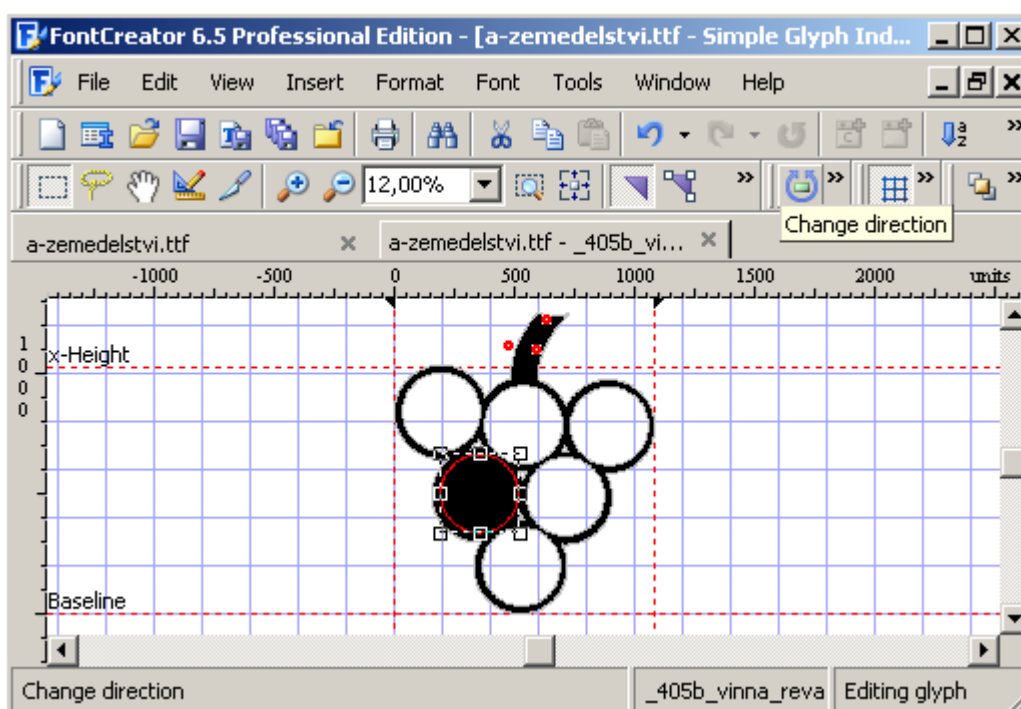 FontCreator 6.5 Professional Edition - [a-zemedelstvi.ttf - Simple Glyph Ind...
File Edit View Insert Format Font Tools Window Help
12,00%
Change direction
a-zemedelstvi.ttf a-zemedelstvi.ttf - _405b_vi...
-1000 -500 0 500 1000 1500 2000 units
1000
x-Height
Baseline
Change direction _405b_vinna_reva Editing glyph